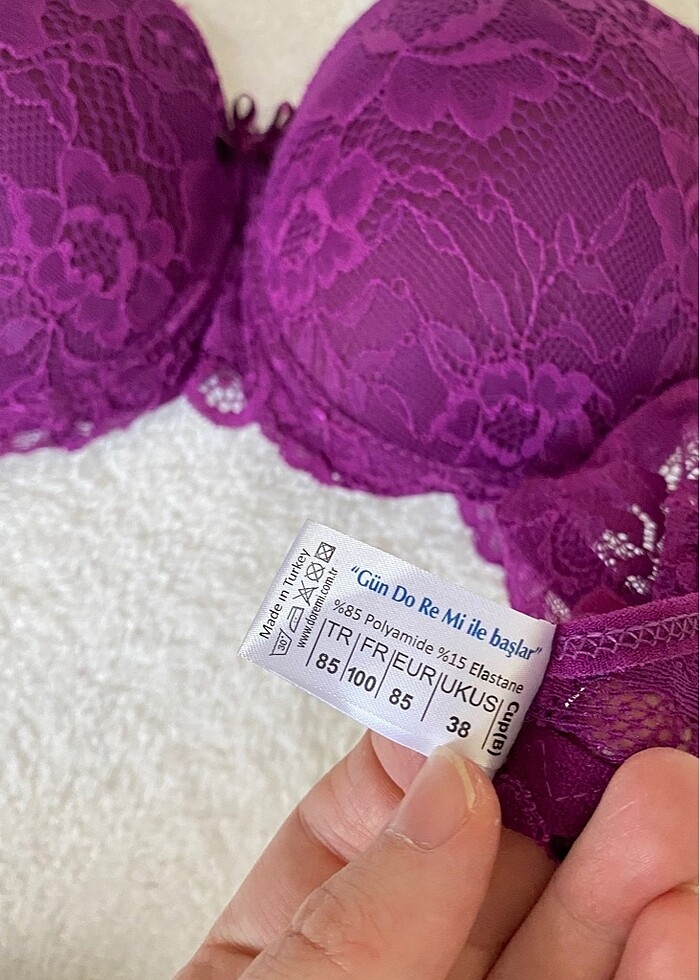 Made in Turkey
30°
www.doremi.com.tr
“Gün Do Re Mi ile başlar”
%85 Polyamide %15 Elastane
TR FR EUR UKUS
85 100 85 38
Cup(B)